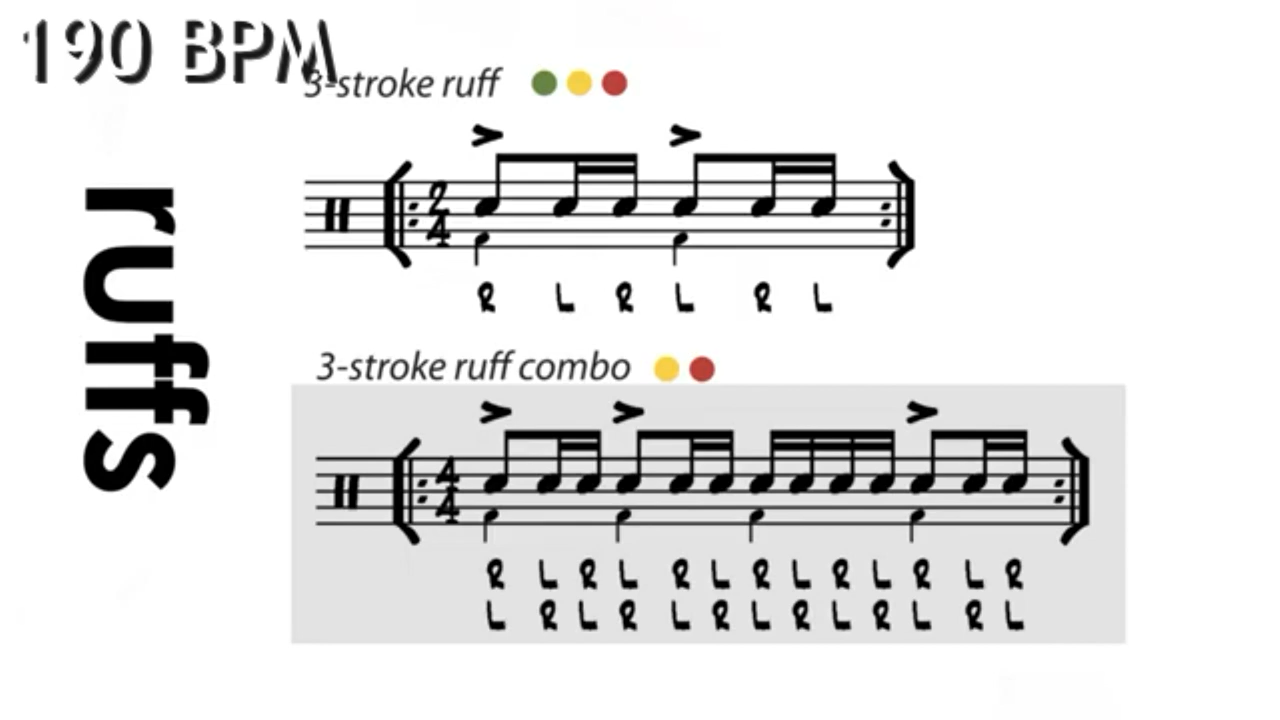 190 BPM
3-stroke ruff
ruffs
2
4
R L R L R L
3-stroke ruff combo
4
4
R L R L R L R L R L R L R
L R L R L R L R L R L R L